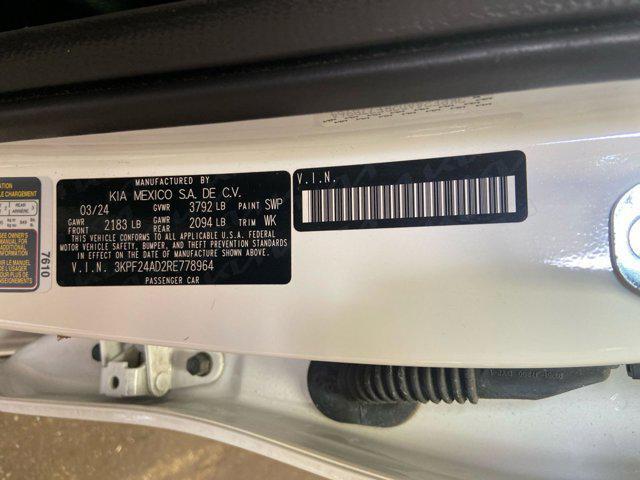 MANUFACTURED BY
KIA MEXICO S.A. DE C.V.
03/24 GVWR 3792 LB PAINT SWP
GAWR FRONT 2183 LB GAWR REAR 2094 LB TRIM WK
THIS VEHICLE CONFORMS TO ALL APPLICABLE U.S.A. FEDERAL
MOTOR VEHICLE SAFETY, BUMPER, AND THEFT PREVENTION STANDARDS
IN EFFECT ON THE DATE OF MANUFACTURE SHOWN ABOVE.
V.I.N. 3KPF24AD2RE778964
PASSENGER CAR
V.I.N.
7610
REAR